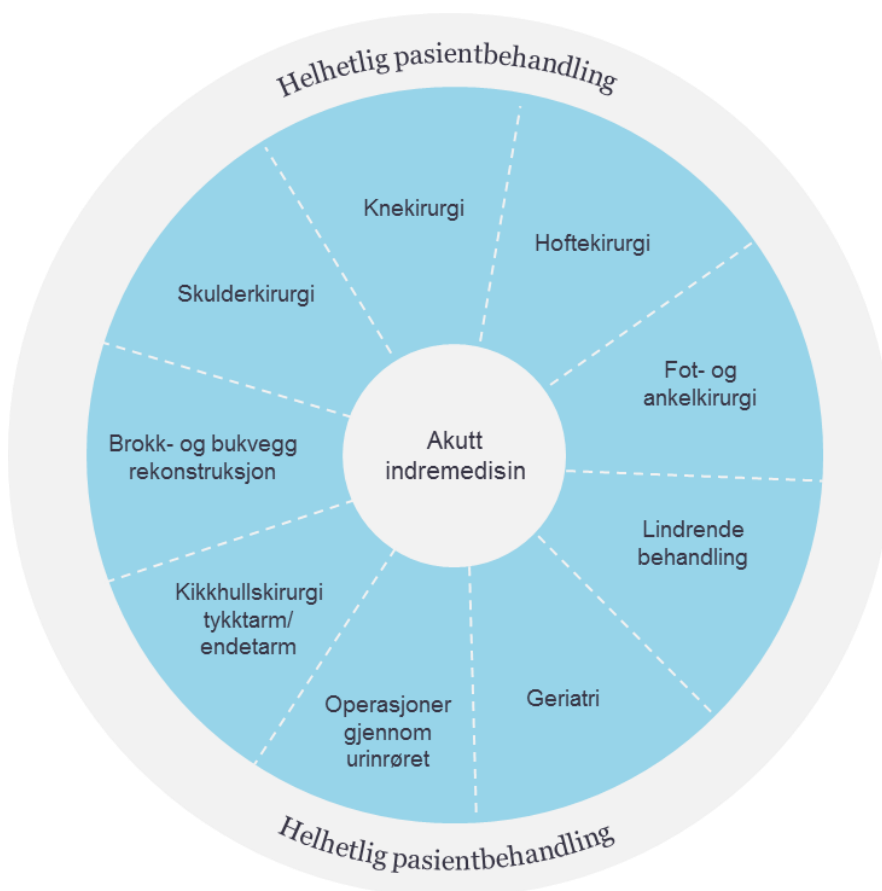 Helhetlig pasientbehandling
Knekirurgi
Hoftekirurgi
Skulderkirurgi
Fot- og
ankelkirurgi
Brokk- og bukvegg
rekonstruksjon
Akutt
indremedisin
Lindrende
behandling
Kikkhullskirurgi
tykktarm/
endetarm
Geriatri
Operasjoner
gjennom
urinrøret
Helhetlig pasientbehandling